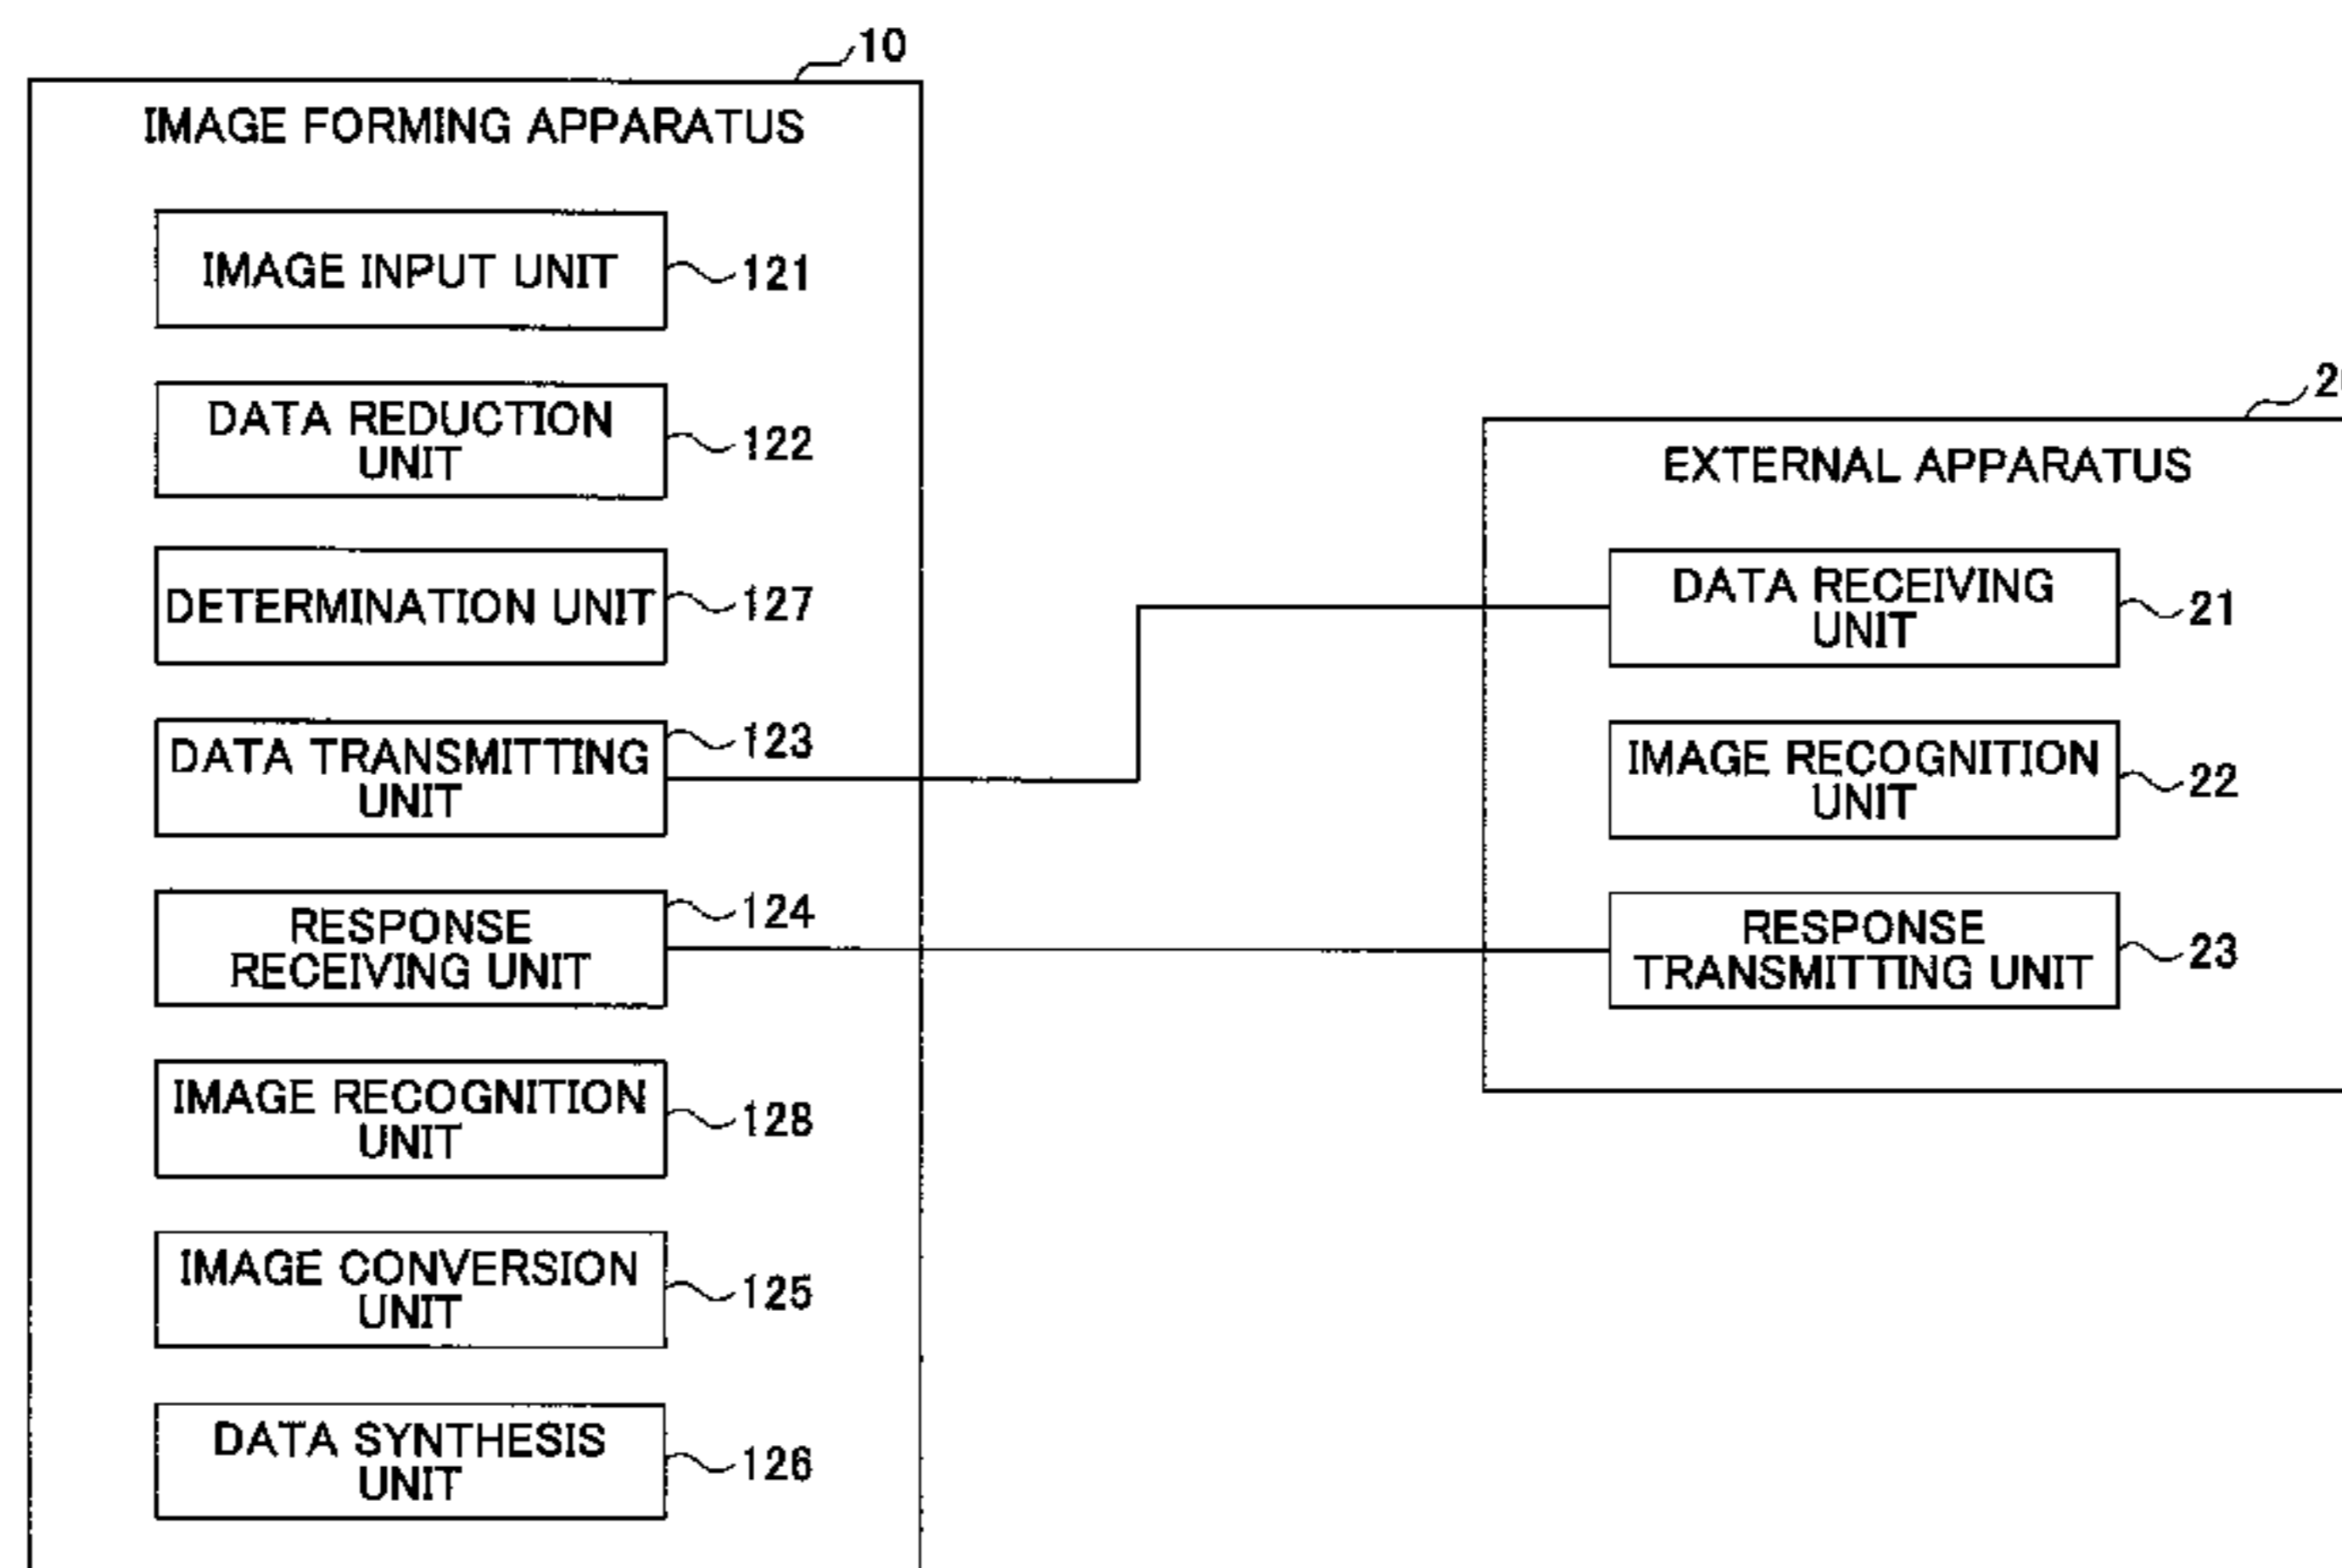 10
IMAGE FORMING APPARATUS
IMAGE INPUT UNIT
121
DATA REDUCTION
UNIT
122
DETERMINATION UNIT
127
DATA TRANSMITTING
UNIT
123
RESPONSE
RECEIVING UNIT
124
IMAGE RECOGNITION
UNIT
128
IMAGE CONVERSION
UNIT
125
DATA SYNTHESIS
UNIT
126
EXTERNAL APPARATUS
DATA RECEIVING
UNIT
21
IMAGE RECOGNITION
UNIT
22
RESPONSE
TRANSMITTING UNIT
23